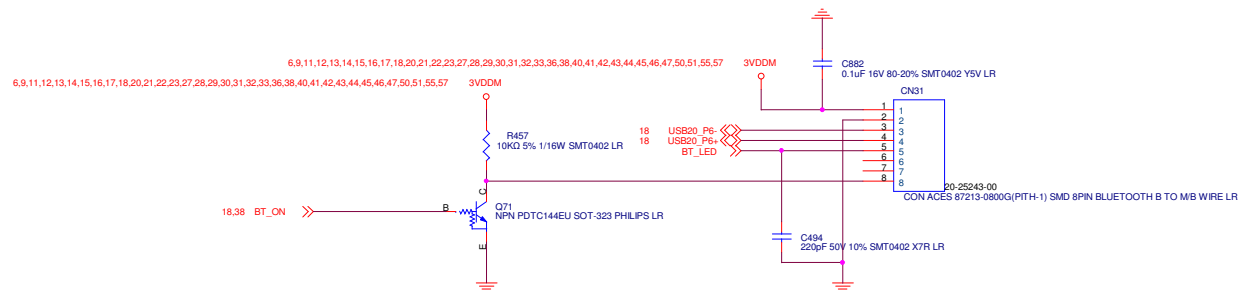 6,9,11,12,13,14,15,16,17,18,20,21,22,23,27,28,29,30,31,32,33,36,38,40,41,42,43,44,45,46,47,50,51,55,57 3VDDM
6,9,11,12,13,14,15,16,17,18,20,21,22,23,27,28,29,30,31,32,33,36,38,40,41,42,43,44,45,46,47,50,51,55,57 3VDDM
C882
0.1uF 16V 80-20% SMT0402 Y5V LR
CN31
1 1
2 2
18 USB20_P6- 3 3
18 USB20_P6+ 4 4
BT_LED 5 5
6 6
7 7
8 8
R457
10KΩ 5% 1/16W SMT0402 LR
20-25243-00
CON ACES 87213-0800G(PITH-1) SMD 8PIN BLUETOOTH B TO M/B WIRE LR
C
18,38 BT_ON B
Q71
NPN PDTC144EU SOT-323 PHILIPS LR
E
C494
220pF 50V 10% SMT0402 X7R LR